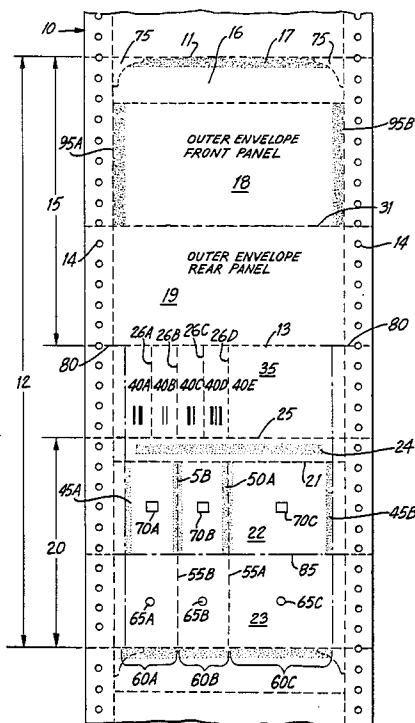 10
75
11
17
75
16
95A
95B
OUTER ENVELOPE
FRONT PANEL
18
15
31
12
14
OUTER ENVELOPE
REAR PANEL
14
19
26A
26B
26C
26D
13
80
80
40A
40B
40C
40D
40E
35
25
24
45A
5B
50A
21
45B
70A
70B
70C
22
20
85
55B
55A
65A
65B
65C
23
60A
60B
60C